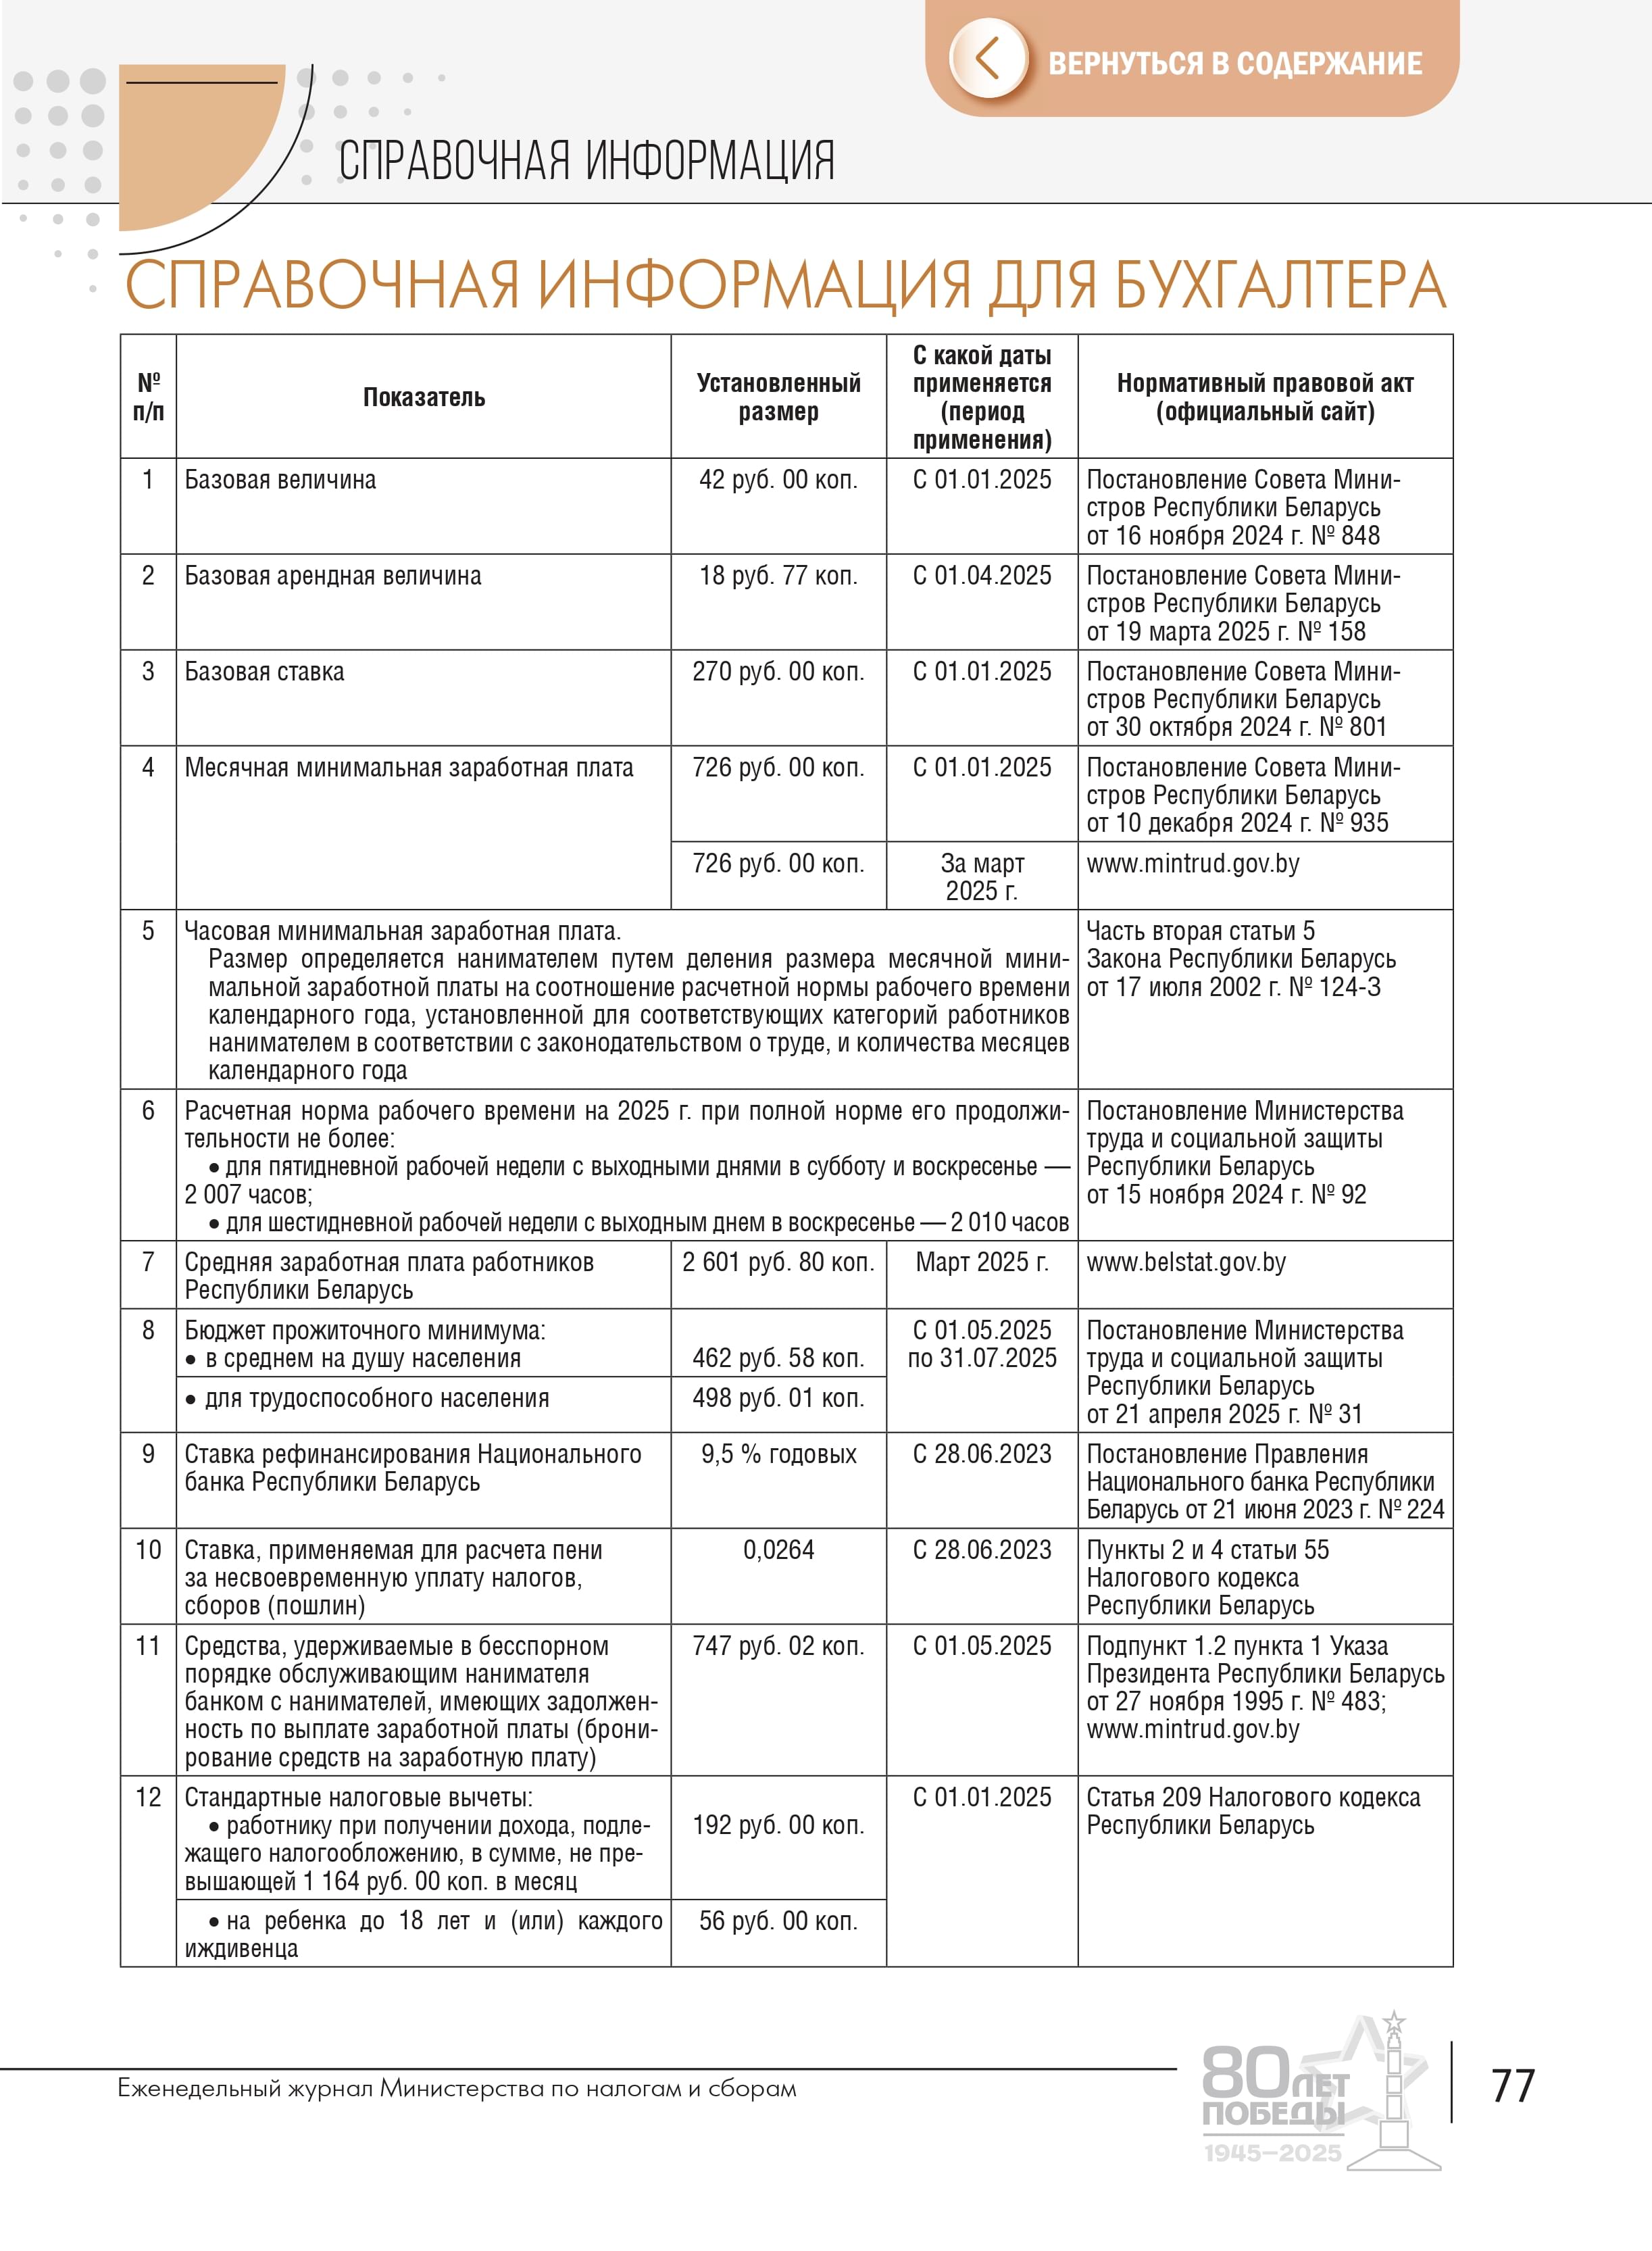 ВЕРНУТЬСЯ В СОДЕРЖАНИЕ
СПРАВОЧНАЯ ИНФОРМАЦИЯ
СПРАВОЧНАЯ ИНФОРМАЦИЯ ДЛЯ БУХГАЛТЕРА
№
п/п
Показатель
Установленный
размер
С какой даты
применяется
(период
применения)
Нормативный правовой акт
(официальный сайт)
1
Базовая величина
42 руб. 00 коп.
С 01.01.2025
Постановление Совета Мини-
стров Республики Беларусь
от 16 ноября 2024 г. № 848
2
Базовая арендная величина
18 руб. 77 коп.
С 01.04.2025
Постановление Совета Мини-
стров Республики Беларусь
от 19 марта 2025 г. № 158
3
Базовая ставка
270 руб. 00 коп.
С 01.01.2025
Постановление Совета Мини-
стров Республики Беларусь
от 30 октября 2024 г. № 801
4
Месячная минимальная заработная плата
726 руб. 00 коп.
С 01.01.2025
Постановление Совета Мини-
стров Республики Беларусь
от 10 декабря 2024 г. № 935
726 руб. 00 коп.
За март
2025 г.
www.mintrud.gov.by
5
Часовая минимальная заработная плата.
Размер определяется нанимателем путем деления размера месячной мини-
мальной заработной платы на соотношение расчетной нормы рабочего времени
календарного года, установленной для соответствующих категорий работников
нанимателем в соответствии с законодательством о труде, и количества месяцев
календарного года
Часть вторая статьи 5
Закона Республики Беларусь
от 17 июля 2002 г. № 124-З
6
Расчетная норма рабочего времени на 2025 г. при полной норме его продолжи-
тельности не более:
• для пятидневной рабочей недели с выходными днями в субботу и воскресенье —
2 007 часов;
• для шестидневной рабочей недели с выходным днем в воскресенье — 2 010 часов
Постановление Министерства
труда и социальной защиты
Республики Беларусь
от 15 ноября 2024 г. № 92
7
Средняя заработная плата работников
Республики Беларусь
2 601 руб. 80 коп.
Март 2025 г.
www.belstat.gov.by
8
Бюджет прожиточного минимума:
• в среднем на душу населения
462 руб. 58 коп.
С 01.05.2025
по 31.07.2025
Постановление Министерства
труда и социальной защиты
Республики Беларусь
от 21 апреля 2025 г. № 31
• для трудоспособного населения
498 руб. 01 коп.
9
Ставка рефинансирования Национального
банка Республики Беларусь
9,5 % годовых
С 28.06.2023
Постановление Правления
Национального банка Республики
Беларусь от 21 июня 2023 г. № 224
10
Ставка, применяемая для расчета пени
за несвоевременную уплату налогов,
сборов (пошлин)
0,0264
С 28.06.2023
Пункты 2 и 4 статьи 55
Налогового кодекса
Республики Беларусь
11
Средства, удерживаемые в бесспорном
порядке обслуживающим нанимателя
банком с нанимателей, имеющих задолжен-
ность по выплате заработной платы (брони-
рование средств на заработную плату)
747 руб. 02 коп.
С 01.05.2025
Подпункт 1.2 пункта 1 Указа
Президента Республики Беларусь
от 27 ноября 1995 г. № 483;
www.mintrud.gov.by
12
Стандартные налоговые вычеты:
• работнику при получении дохода, подле-
жащего налогообложению, в сумме, не пре-
вышающей 1 164 руб. 00 коп. в месяц
192 руб. 00 коп.
С 01.01.2025
Статья 209 Налогового кодекса
Республики Беларусь
• на ребенка до 18 лет и (или) каждого
иждивенца
56 руб. 00 коп.
Еженедельный журнал Министерства по налогам и сборам
80 ЛЕТ
ПОБЕДЫ
1945–2025
77